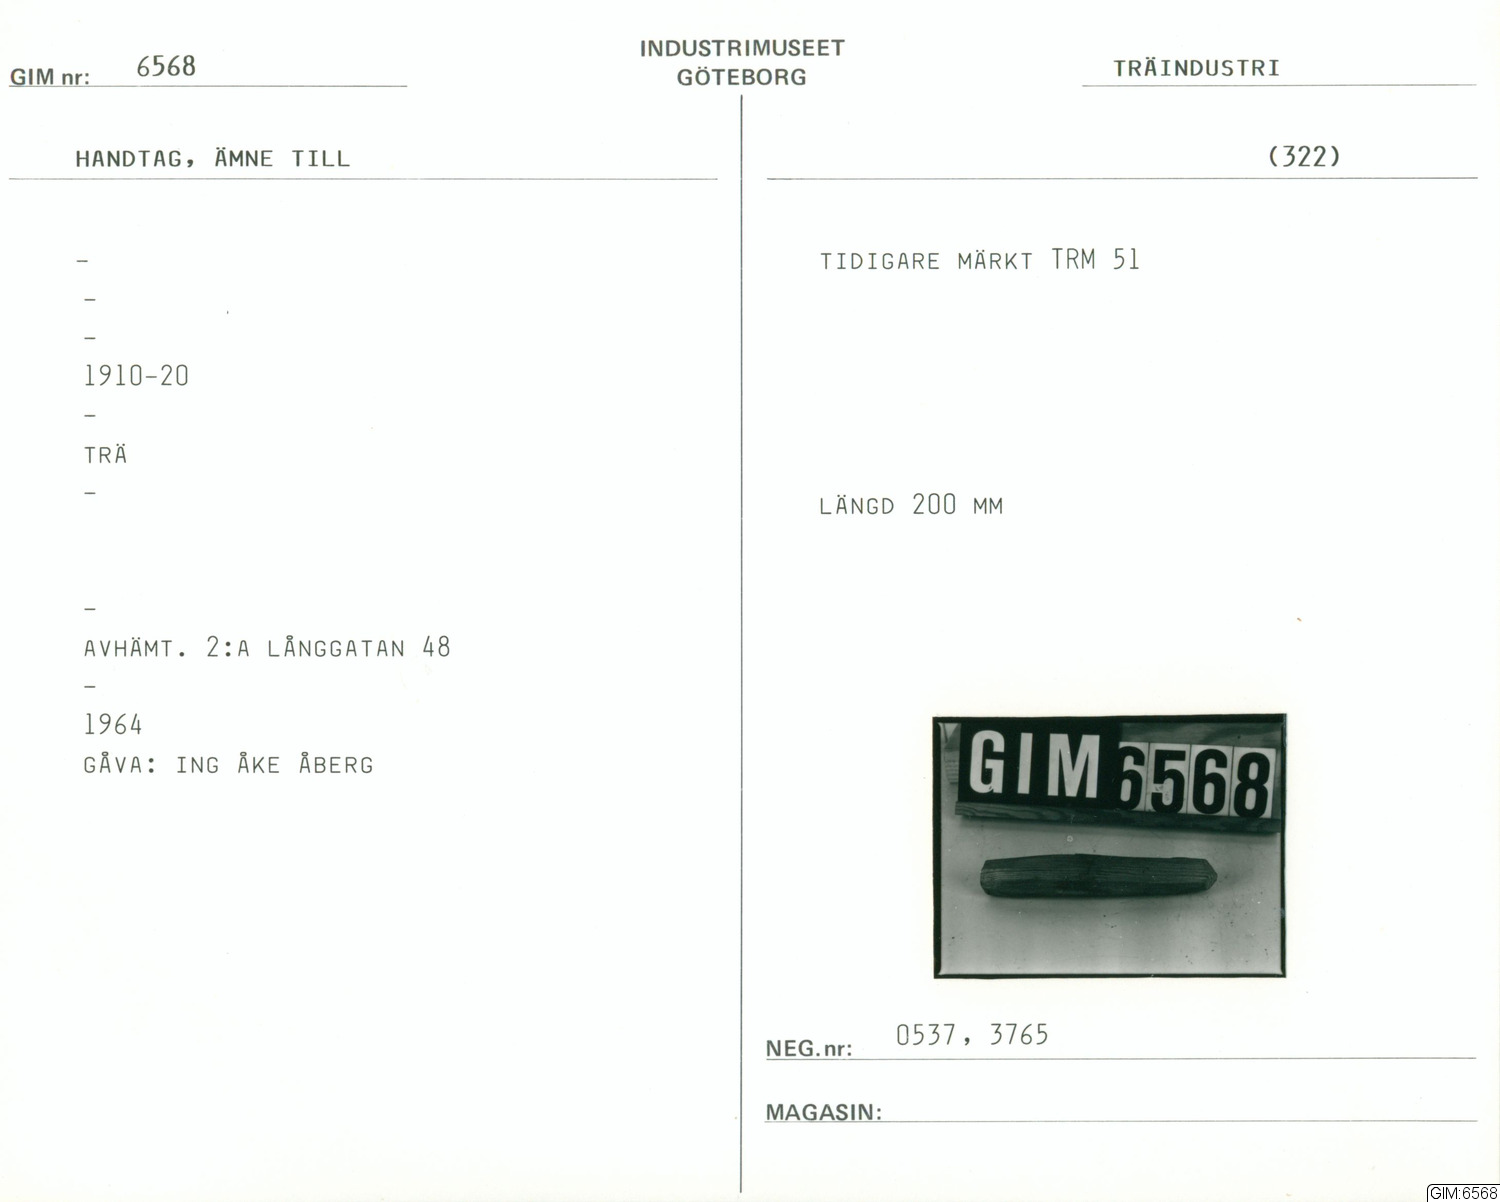 INDUSTRIMUSEET
GÖTEBORG
GIM nr: 6568
TRÄINDUSTRI
HANDTAG, ÄMNE TILL
(322)
-
-
-
1910-20
-
TRÄ
-
-
AVHÄMT. 2:A LÅNGGATAN 48
-
1964
GÅVA: ING ÅKE ÅBERG
TIDIGARE MÄRKT TRM 51
LÄNGD 200 MM
GIM 6568
NEG.nr: 0537, 3765
MAGASIN:
GIM:6568